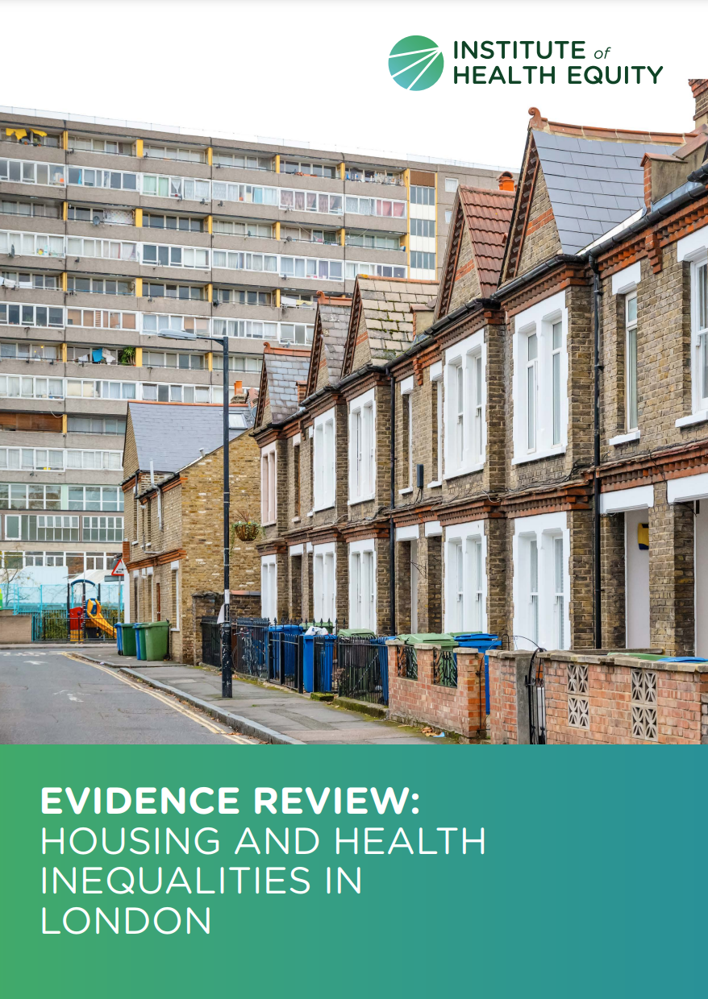 INSTITUTE of
HEALTH EQUITY
EVIDENCE REVIEW:
HOUSING AND HEALTH
INEQUALITIES IN
LONDON